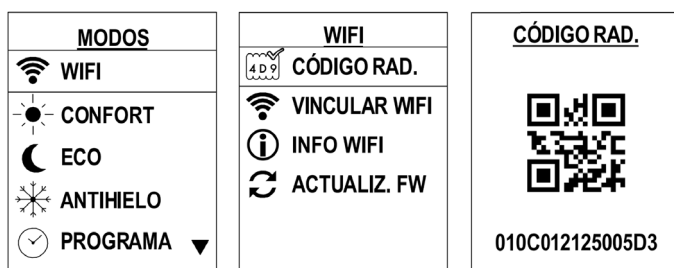 MODOS
WIFI
CONFORT
ECO
ANTIHIELO
PROGRAMA
WIFI
4D9
CÓDIGO RAD.
VINCULAR WIFI
INFO WIFI
ACTUALIZ. FW
CÓDIGO RAD.
010C012125005D3